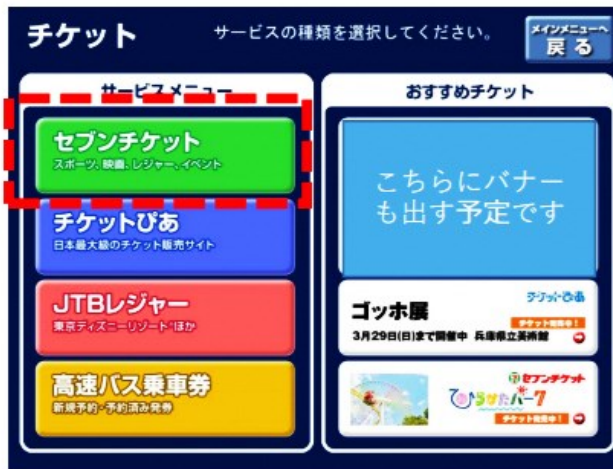 チケット
サービスの種類を選択してください。
メインメニューへ
戻る
サービスメニュー
セブンチケット
スポーツ、映画、レジャー、イベント
チケットぴあ
日本最大級のチケット販売サイト
JTBレジャー
東京ディズニーリゾート®ほか
高速バス乗車券
新規予約・予約済み発券
おすすめチケット
こちらにバナー
も出す予定です
チケットぴあ
ゴッホ展
チケット発売中！
3月29日(日)まで開催中 兵庫県立美術館
セブンチケット
ひらかたパーク
チケット発売中！